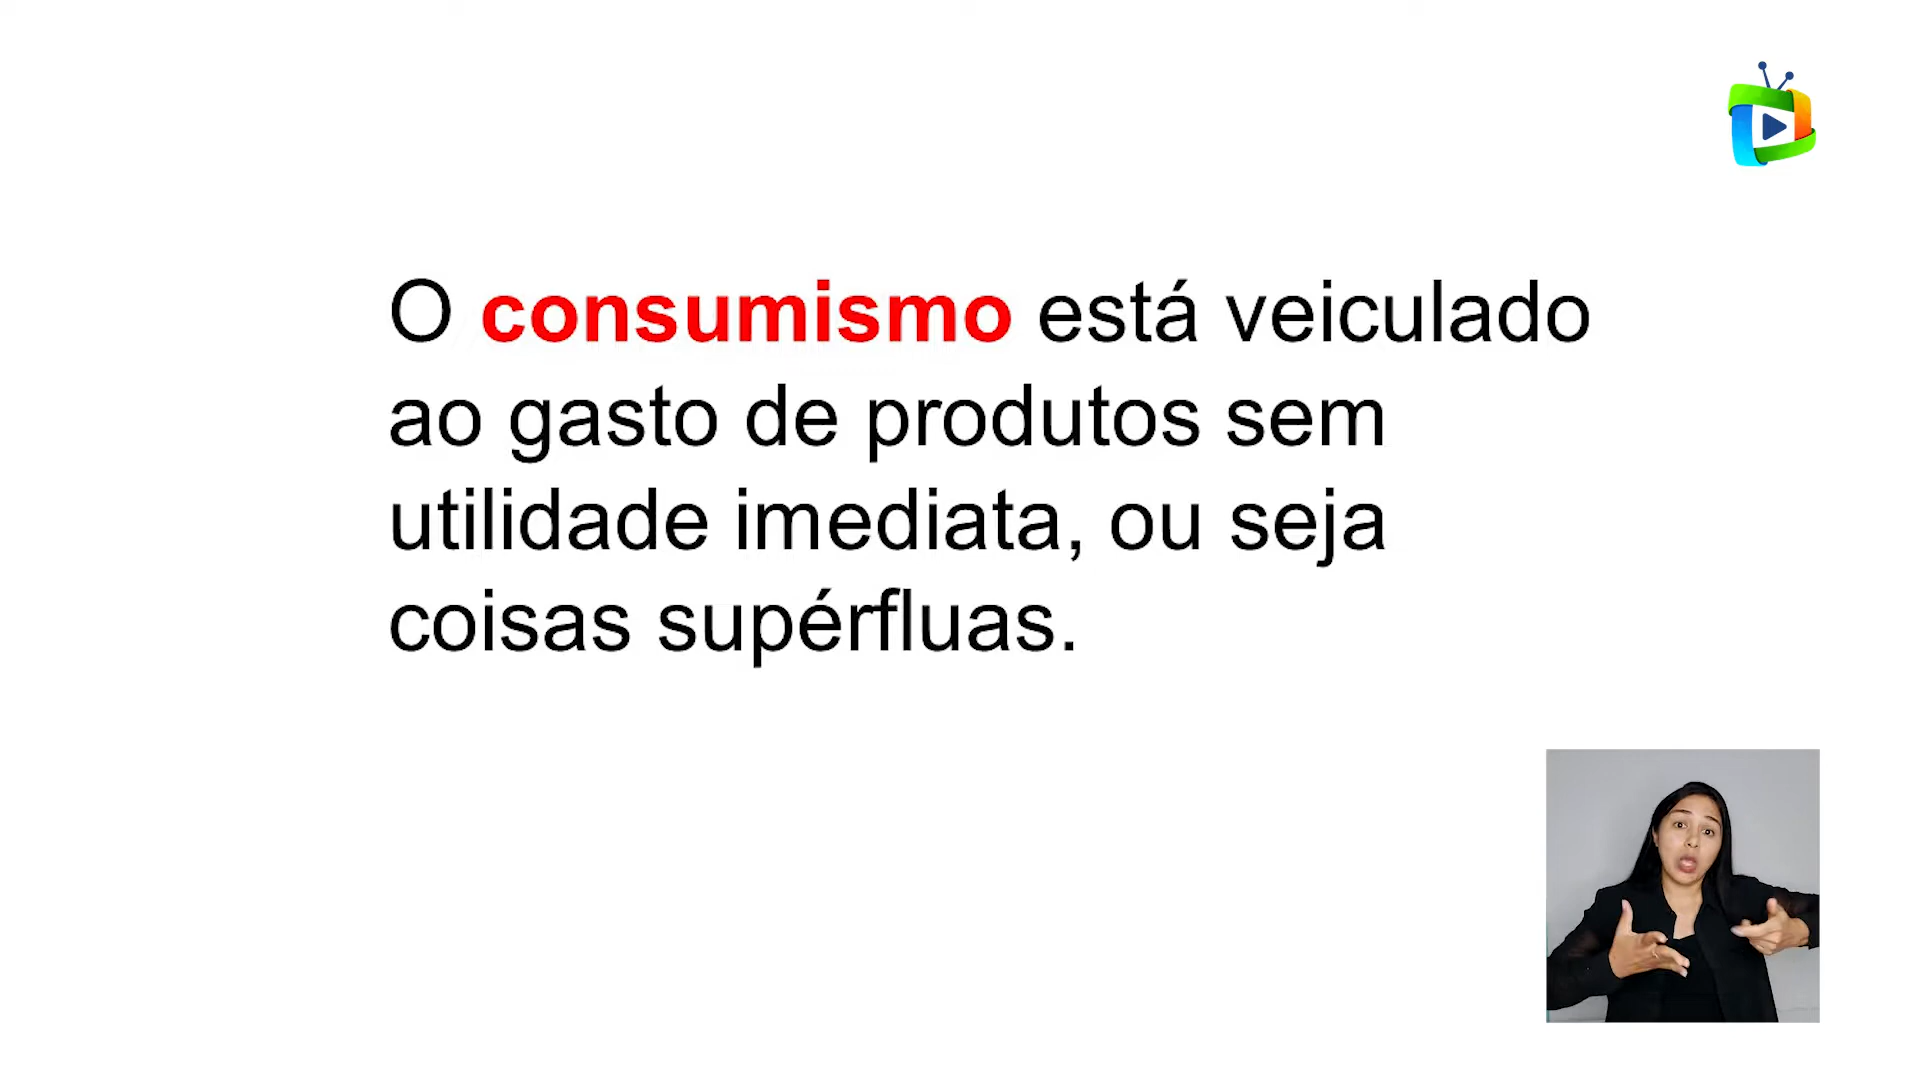 O consumismo está veiculado
ao gasto de produtos sem
utilidade imediata, ou seja
coisas supérfluas.